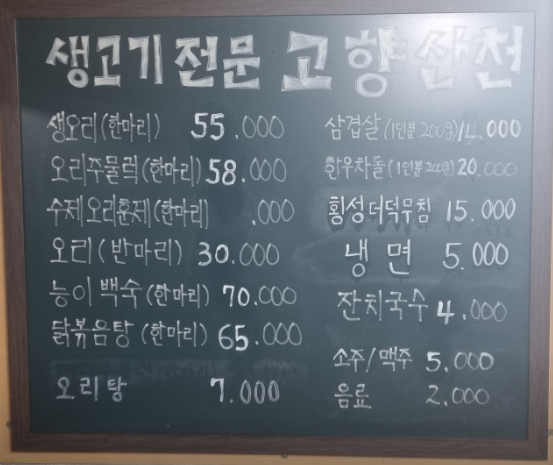 생고기 전문 고향산천
생오리(한마리) 55.000
오리주물럭(한마리) 58.000
수제오리훈제(한마리) .000
오리(반마리) 30.000
능이백숙(한마리) 70.000
닭볶음탕(한마리) 65.000
오리탕 7.000
삼겹살(1인분 200g) .000
한우차돌(1인분 200g) 20.000
횡성더덕무침 15.000
냉면 5.000
잔치국수 4.000
소주/맥주 5.000
음료 2.000